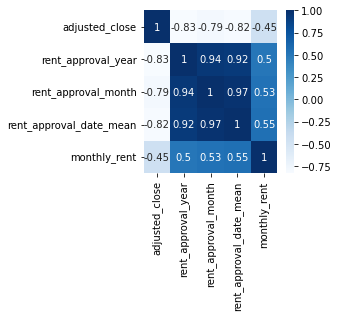 adjusted_close 1 -0.83 -0.79 -0.82 -0.45
rent_approval_year -0.83 1 0.94 0.92 0.5
rent_approval_month -0.79 0.94 1 0.97 0.53
rent_approval_date_mean -0.82 0.92 0.97 1 0.55
monthly_rent -0.45 0.5 0.53 0.55 1
adjusted_close
rent_approval_year
rent_approval_month
rent_approval_date_mean
monthly_rent
1.00
0.75
0.50
0.25
0.00
-0.25
-0.50
-0.75